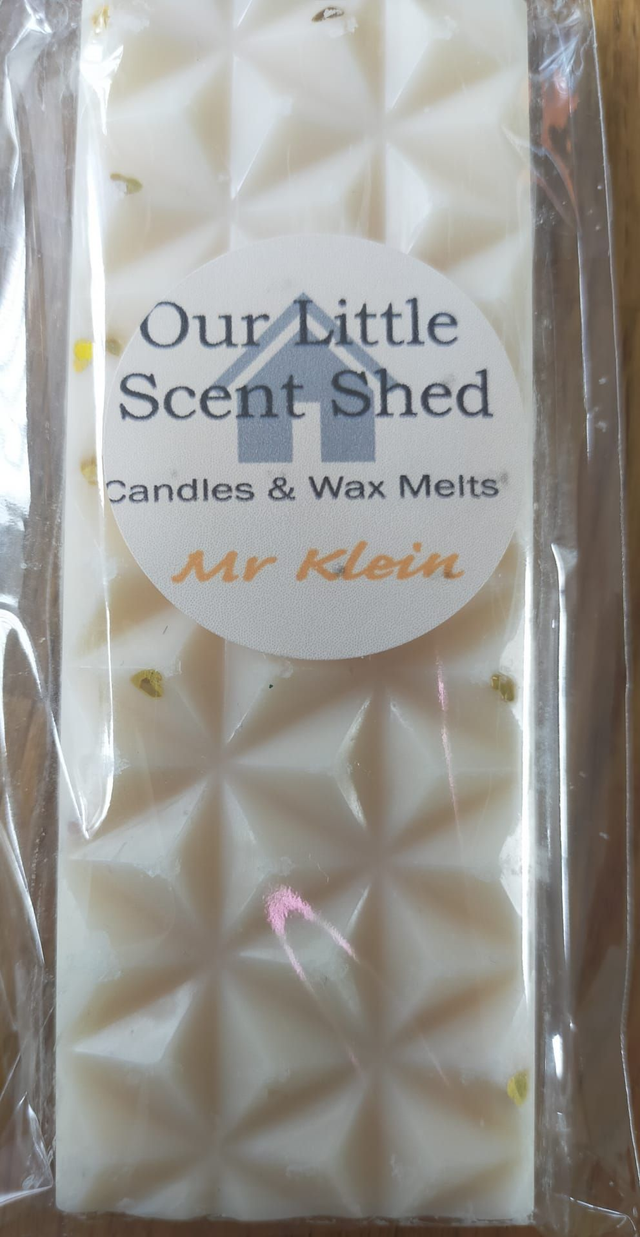 Our Little
Scent Shed
Candles & Wax Melts
Mr Klein